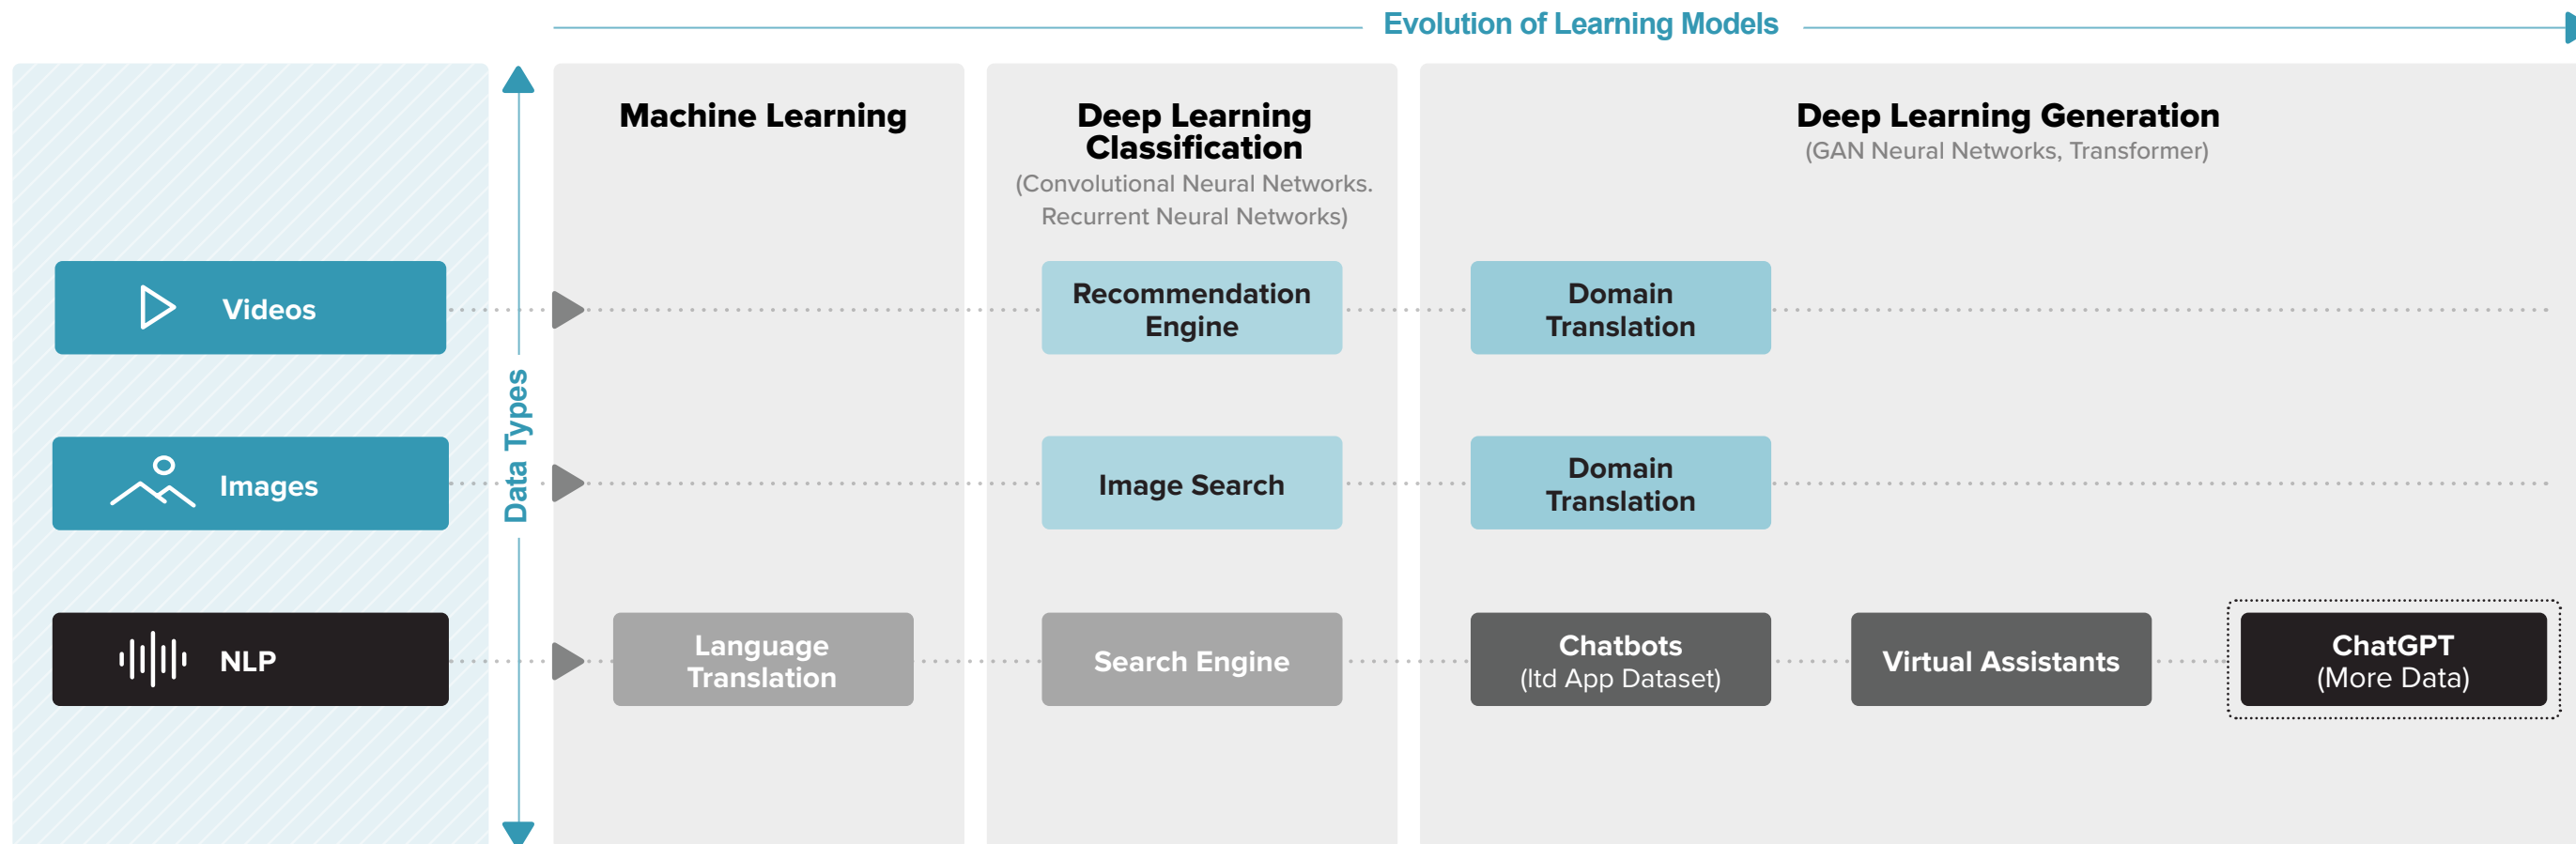 Evolution of Learning Models
Data Types
Machine Learning
Deep Learning
Classification
(Convolutional Neural Networks.
Recurrent Neural Networks)
Deep Learning Generation
(GAN Neural Networks, Transformer)
Videos
Recommendation
Engine
Domain
Translation
Images
Image Search
Domain
Translation
NLP
Language
Translation
Search Engine
Chatbots
(ltd App Dataset)
Virtual Assistants
ChatGPT
(More Data)